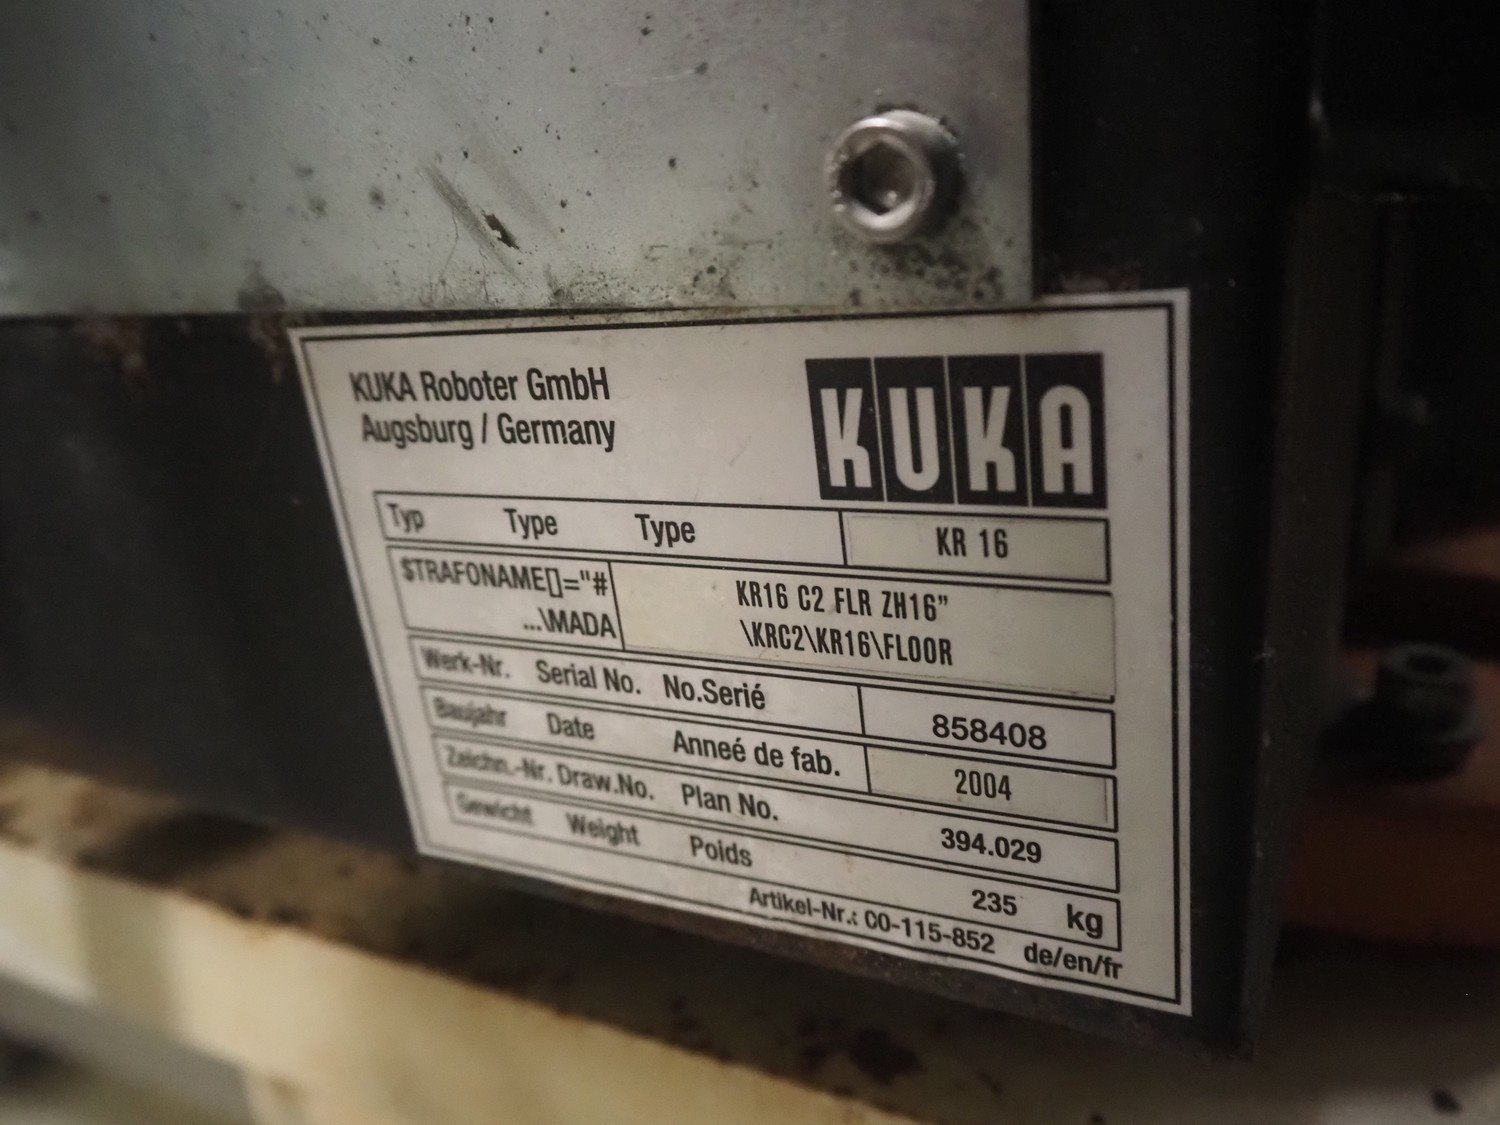 KUKA Roboter GmbH
Augsburg / Germany
KUKA
Typ Type Type KR 16
$TRAFONAME[]="# KR16 C2 FLR ZH16”
...\MADA \KRC2\KR16\FLOOR
Werk-Nr. Serial No. No.Serié 858408
Baujahr Date Anneé de fab. 2004
Zeichn.-Nr. Draw.No. Plan No. 394.029
Gewicht Weight Poids 235 kg
Artikel-Nr.: 00-115-852 de/en/fr